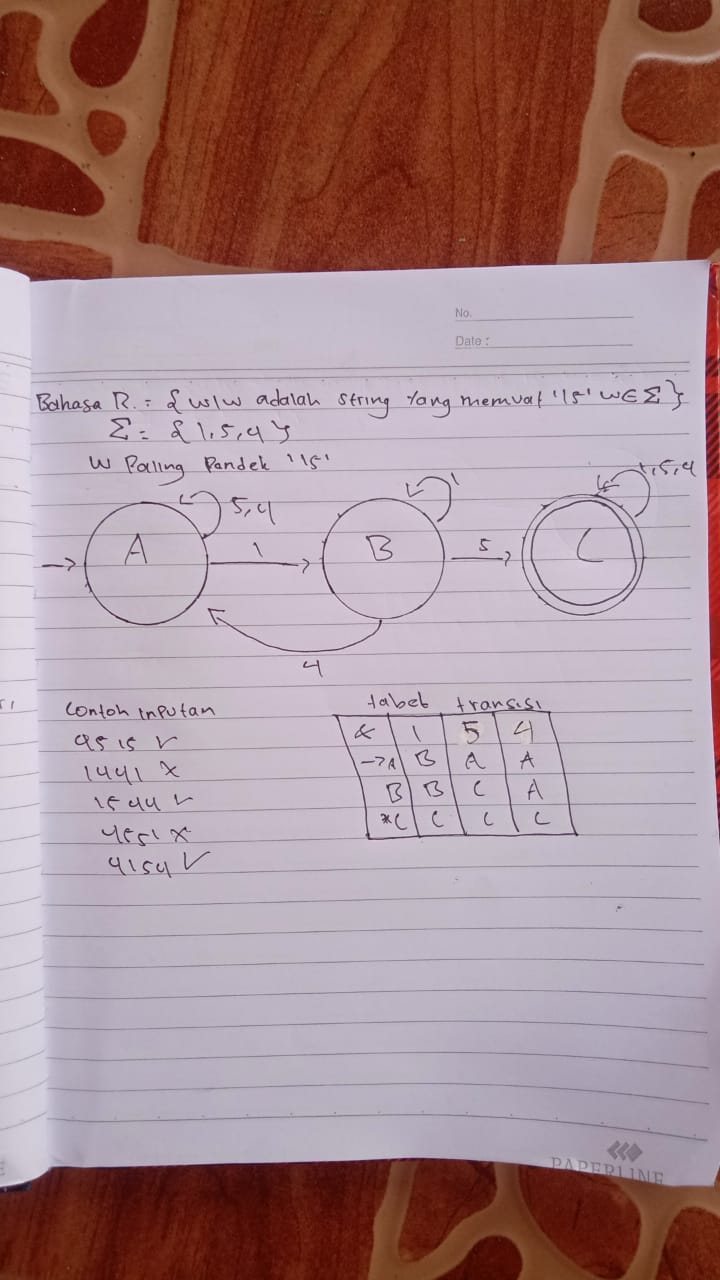 No.
Date :
Bahasa R. = { w | w adalah string yang memuat '15' w ∈ Σ }
Σ = { 1, 5, 4 }
w Paling Pendek '15'
5,4
1
1,5,4
A
1
B
5
C
4
Contoh inputan
4515 ✓
1441 ×
1544 ✓
4551 ×
4154 ✓
tabel transisi
& 1 5 4
→A B A A
B B C A
*C C C C
PAPERLINE